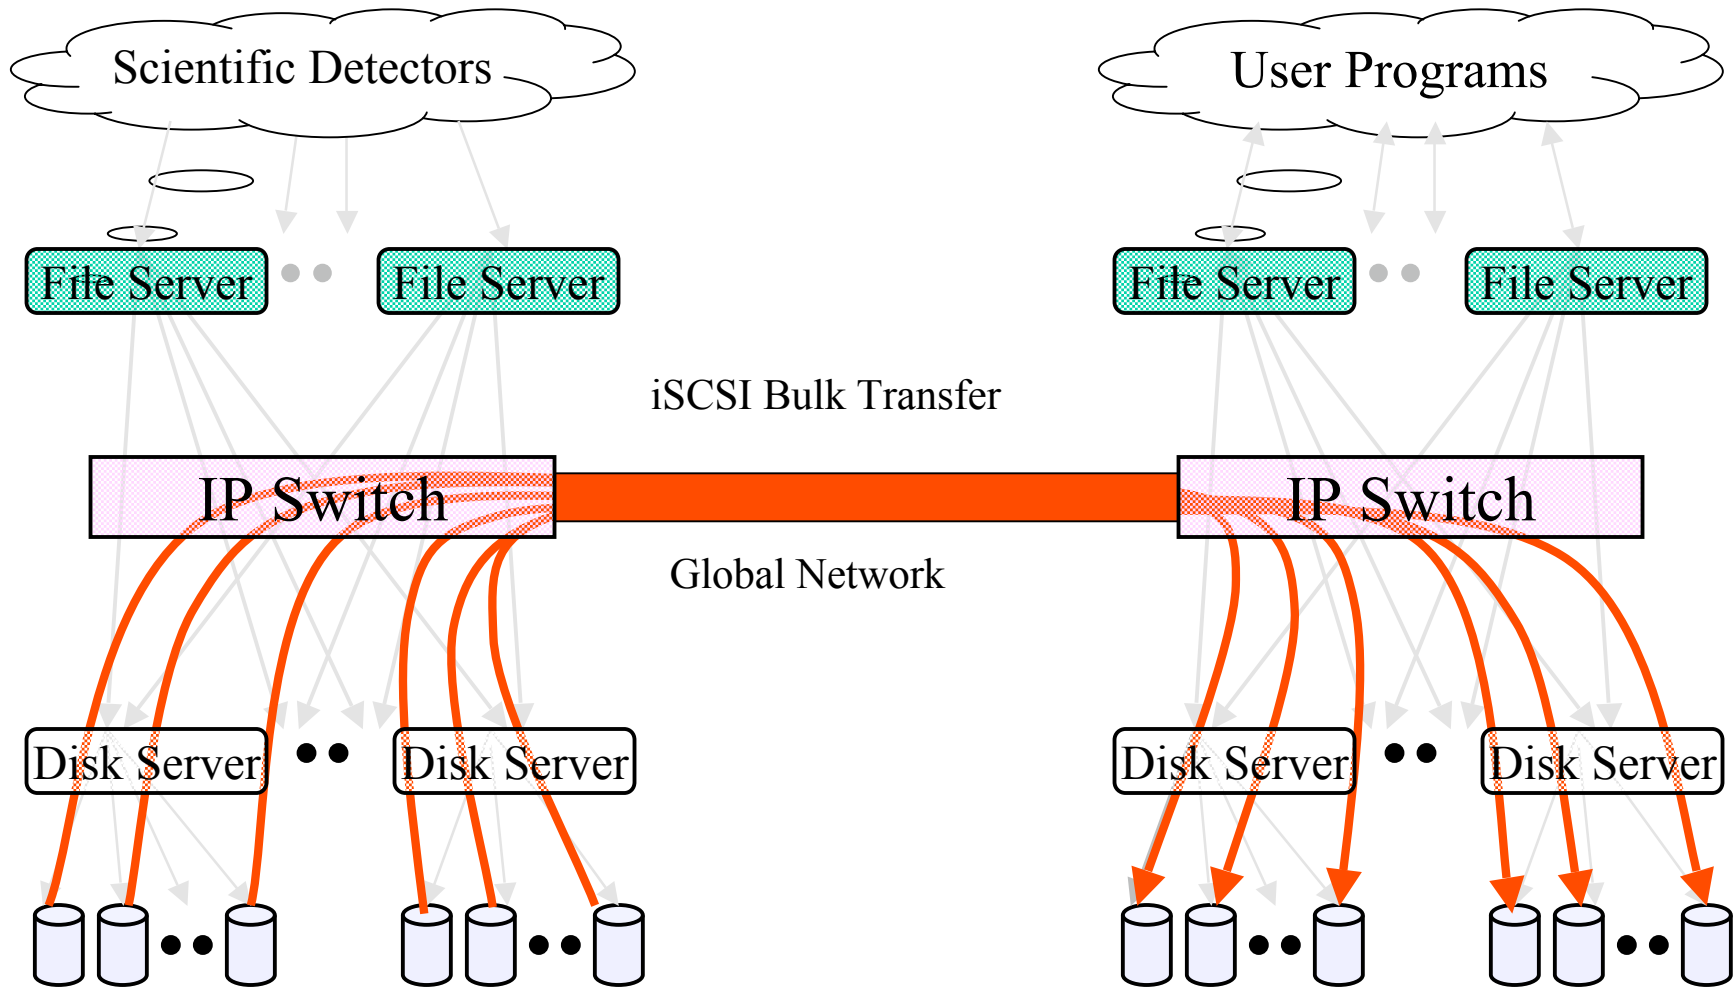 Scientific Detectors
User Programs
File Server
File Server
File Server
File Server
iSCSI Bulk Transfer
IP Switch
IP Switch
Global Network
Disk Server
Disk Server
Disk Server
Disk Server